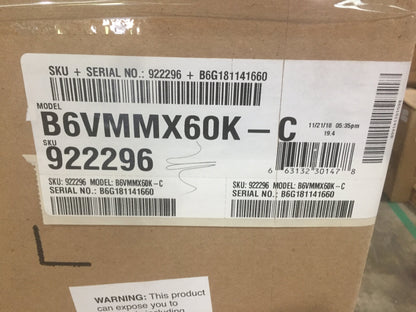 SKU + SERIAL NO.: 922296 + B6G181141660
MODEL
B6VMMX60K-C
11/21/18 05:35pm
19.4
SKU
922296
6 63132 30147 8
SKU: 922296 MODEL: B6VMMX60K-C
SERIAL NO.: B6G181141660
SKU: 922296 MODEL: B6VMMX60K-C
SERIAL NO.: B6G181141660
WARNING: This product
can expose you to
including